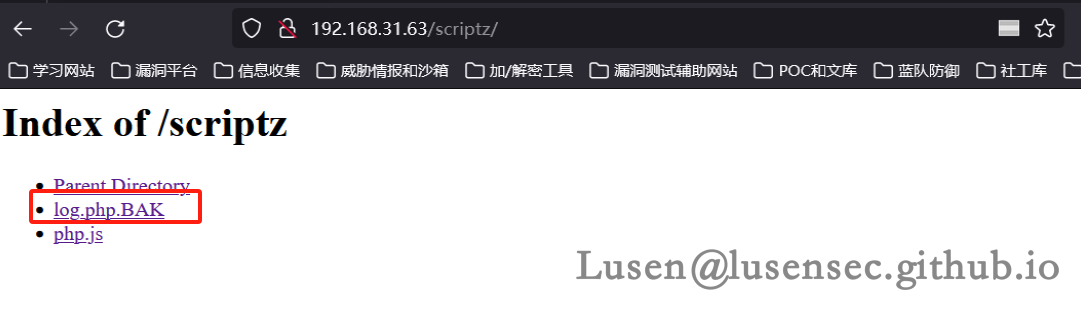 192.168.31.63/scriptz/
学习网站 漏洞平台 信息收集 威胁情报和沙箱 加/解密工具 漏洞测试辅助网站 POC和文库 蓝队防御 社工库
Index of /scriptz
Parent Directory
log.php.BAK
php.js
Lusen@lusensec.github.io